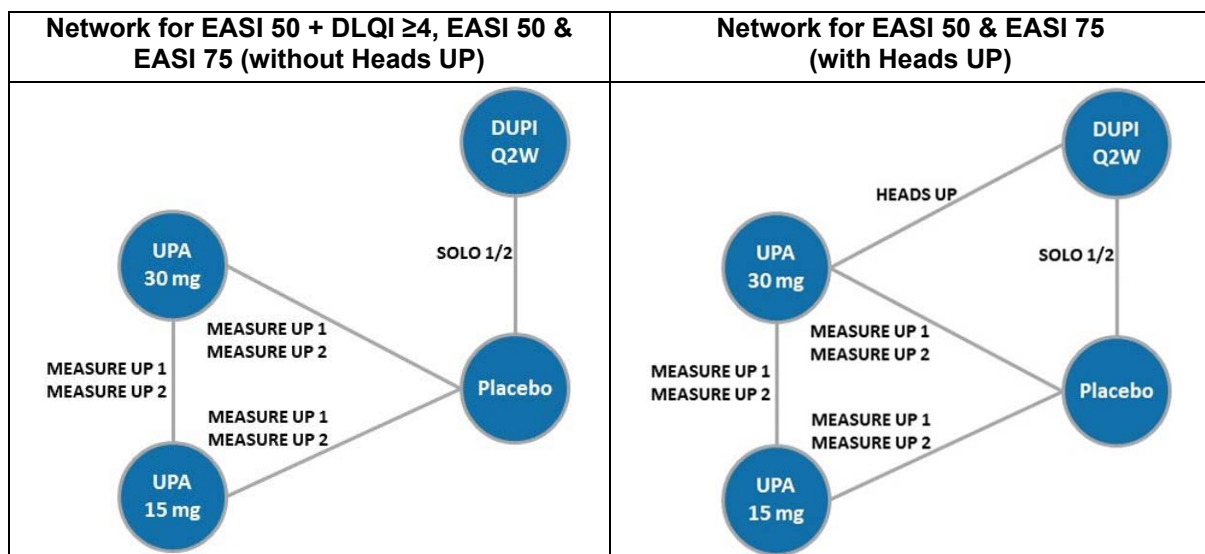 Network for EASI 50 + DLQI ≥4, EASI 50 &
EASI 75 (without Heads UP)
Network for EASI 50 & EASI 75
(with Heads UP)
DUPI
Q2W
SOLO 1/2
UPA
30 mg
MEASURE UP 1
MEASURE UP 2
MEASURE UP 1
MEASURE UP 2
Placebo
MEASURE UP 1
MEASURE UP 2
UPA
15 mg
DUPI
Q2W
HEADS UP
SOLO 1/2
UPA
30 mg
MEASURE UP 1
MEASURE UP 2
MEASURE UP 1
MEASURE UP 2
Placebo
MEASURE UP 1
MEASURE UP 2
UPA
15 mg